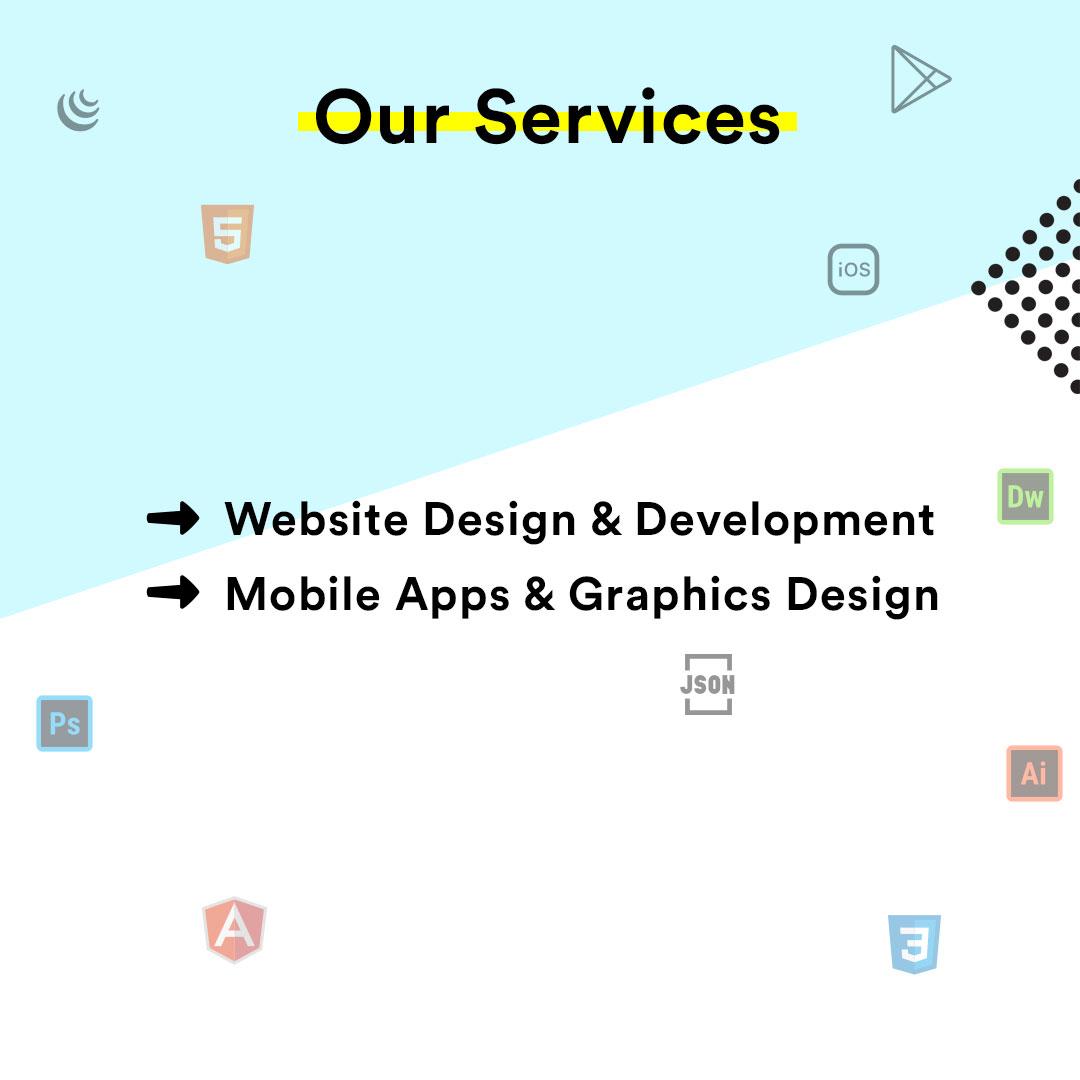 Our Services
5
iOS
Dw
Website Design & Development
Mobile Apps & Graphics Design
JSON
Ps
Ai
A
3